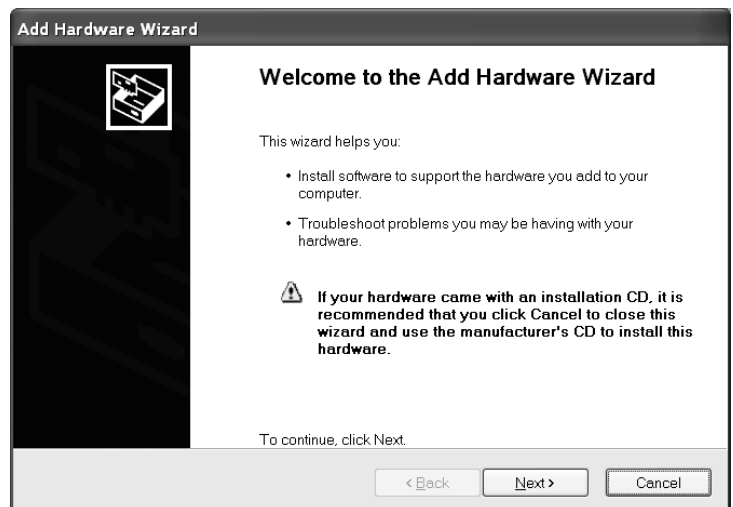 Add Hardware Wizard
Welcome to the Add Hardware Wizard
This wizard helps you:
• Install software to support the hardware you add to your
computer.
• Troubleshoot problems you may be having with your
hardware.
If your hardware came with an installation CD, it is
recommended that you click Cancel to close this
wizard and use the manufacturer's CD to install this
hardware.
To continue, click Next.
< Back Next > Cancel